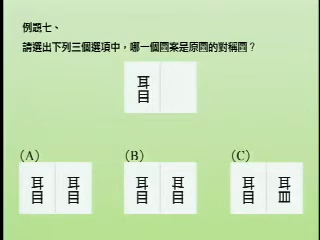 例題七、
請選出下列三個選項中，哪一個圖案是原圖的對稱圖？
耳
目
(A) (B) (C)
耳 耳 耳 耳 耳
目 目 目 目 目 皿